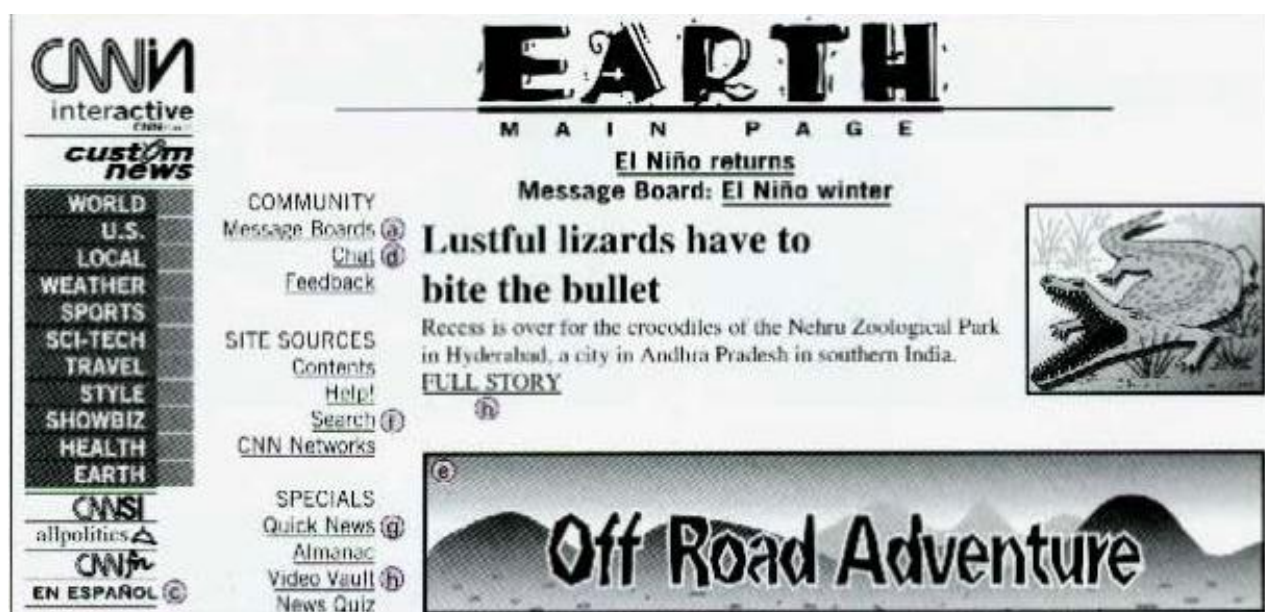 CNNin
interactive
custom
news
WORLD
U.S.
LOCAL
WEATHER
SPORTS
SCI-TECH
TRAVEL
STYLE
SHOWBIZ
HEALTH
EARTH
CNNSI
allpolitics
CNNfn
EN ESPAÑOL ⓒ
COMMUNITY
Message Boards ⓐ
Chat ⓓ
Feedback
SITE SOURCES
Contents
Help!
Search ⓕ
CNN Networks
SPECIALS
Quick News ⓖ
Almanac
Video Vault ⓗ
News Quiz
EARTH
MAIN PAGE
El Niño returns
Message Board: El Niño winter
Lustful lizards have to
bite the bullet
Recess is over for the crocodiles of the Nehru Zoological Park
in Hyderabad, a city in Andhra Pradesh in southern India.
FULL STORY
ⓗ
ⓔ
Off Road Adventure